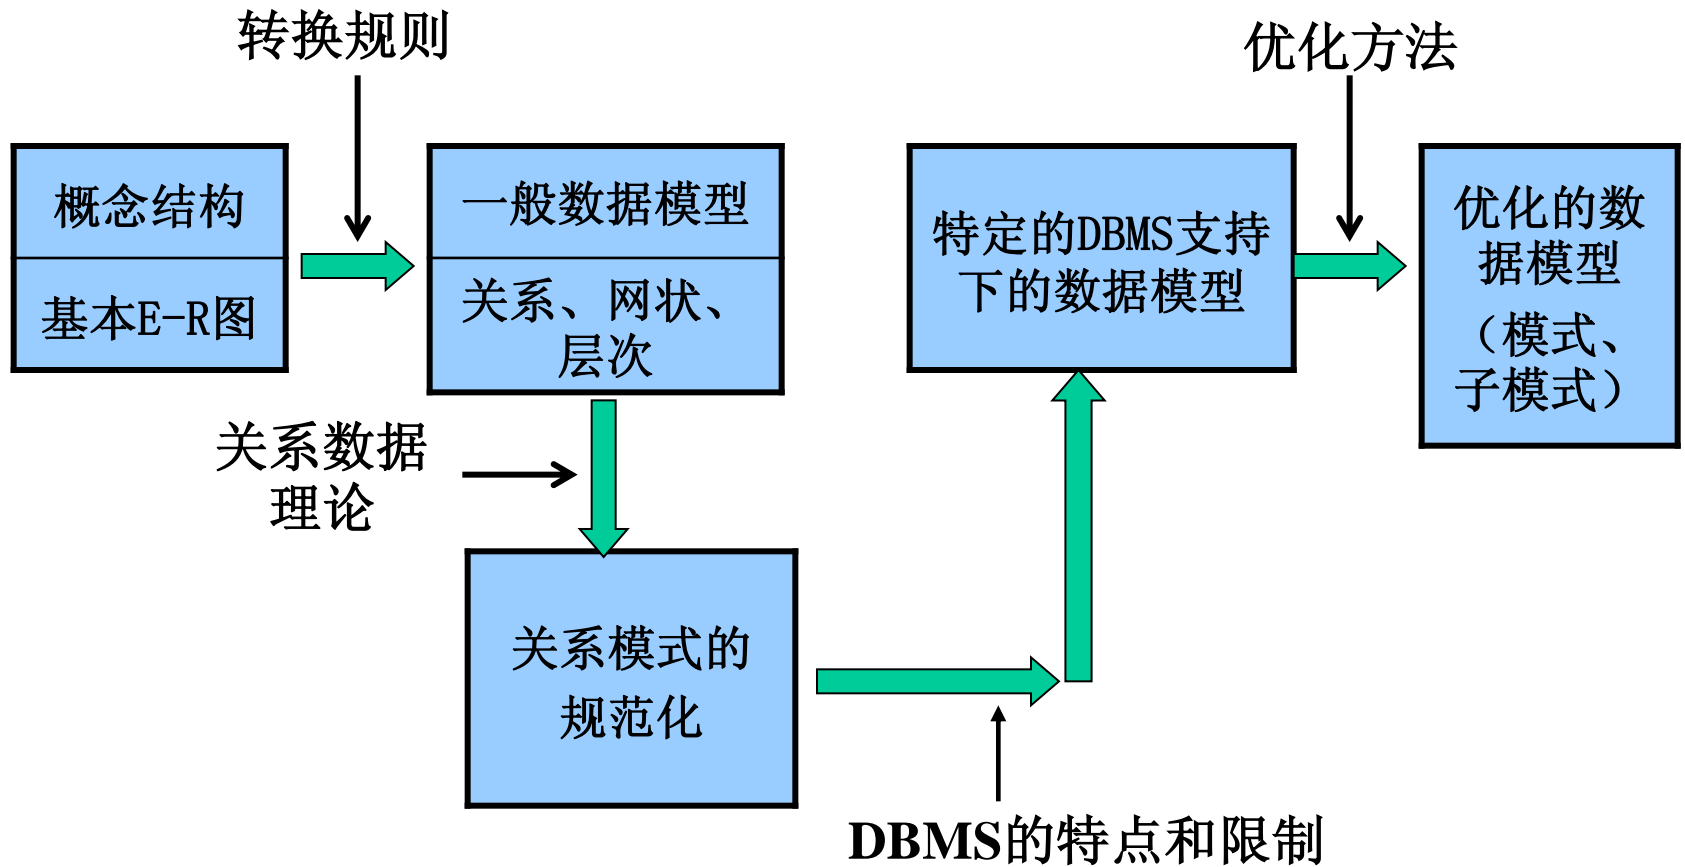 转换规则
优化方法
概念结构
基本E-R图
一般数据模型
关系、网状、
层次
特定的DBMS支持
下的数据模型
优化的数
据模型
（模式、
子模式）
关系数据
理论
关系模式的
规范化
DBMS的特点和限制